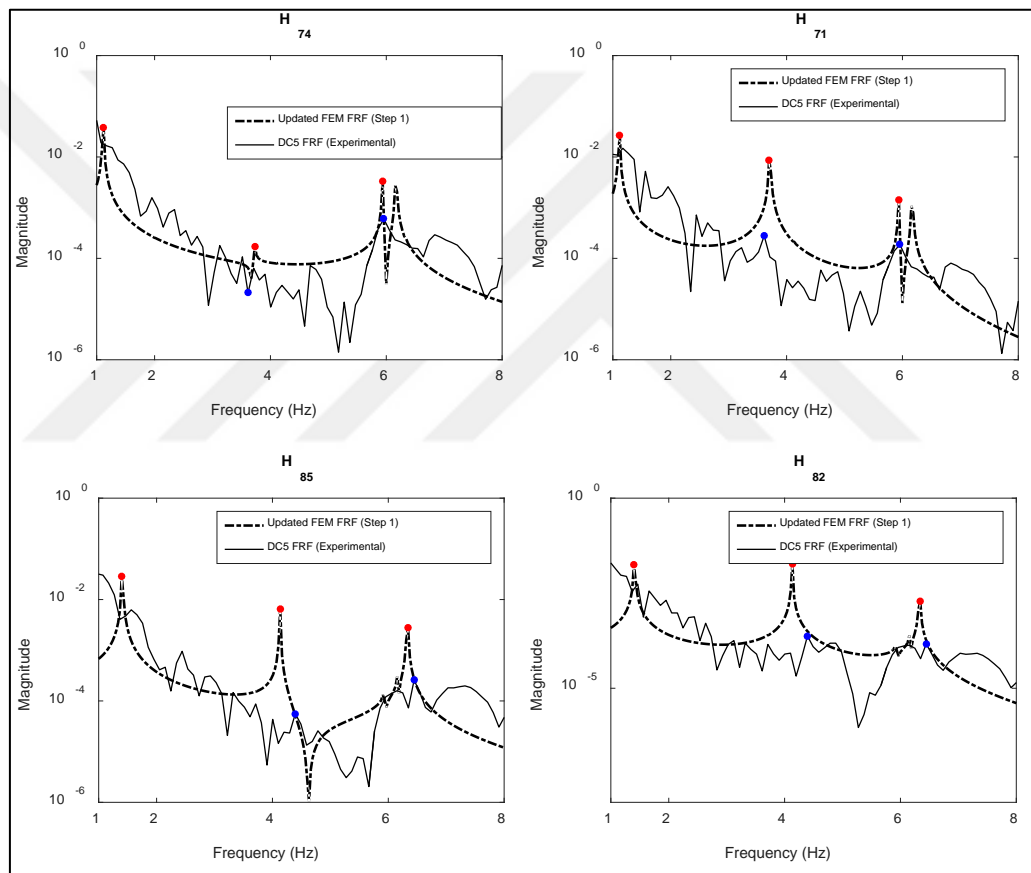 H
74
10 0
Updated FEM FRF (Step 1)
DC5 FRF (Experimental)
10 -2
Magnitude
10 -4
10 -6
1 2 4 6 8
Frequency (Hz)
H
71
10 0
Updated FEM FRF (Step 1)
DC5 FRF (Experimental)
10 -2
Magnitude
10 -4
10 -6
1 2 4 6 8
Frequency (Hz)
H
85
10 0
Updated FEM FRF (Step 1)
DC5 FRF (Experimental)
10 -2
Magnitude
10 -4
10 -6
1 2 4 6 8
Frequency (Hz)
H
82
10 0
Updated FEM FRF (Step 1)
DC5 FRF (Experimental)
Magnitude
10 -5
1 2 4 6 8
Frequency (Hz)